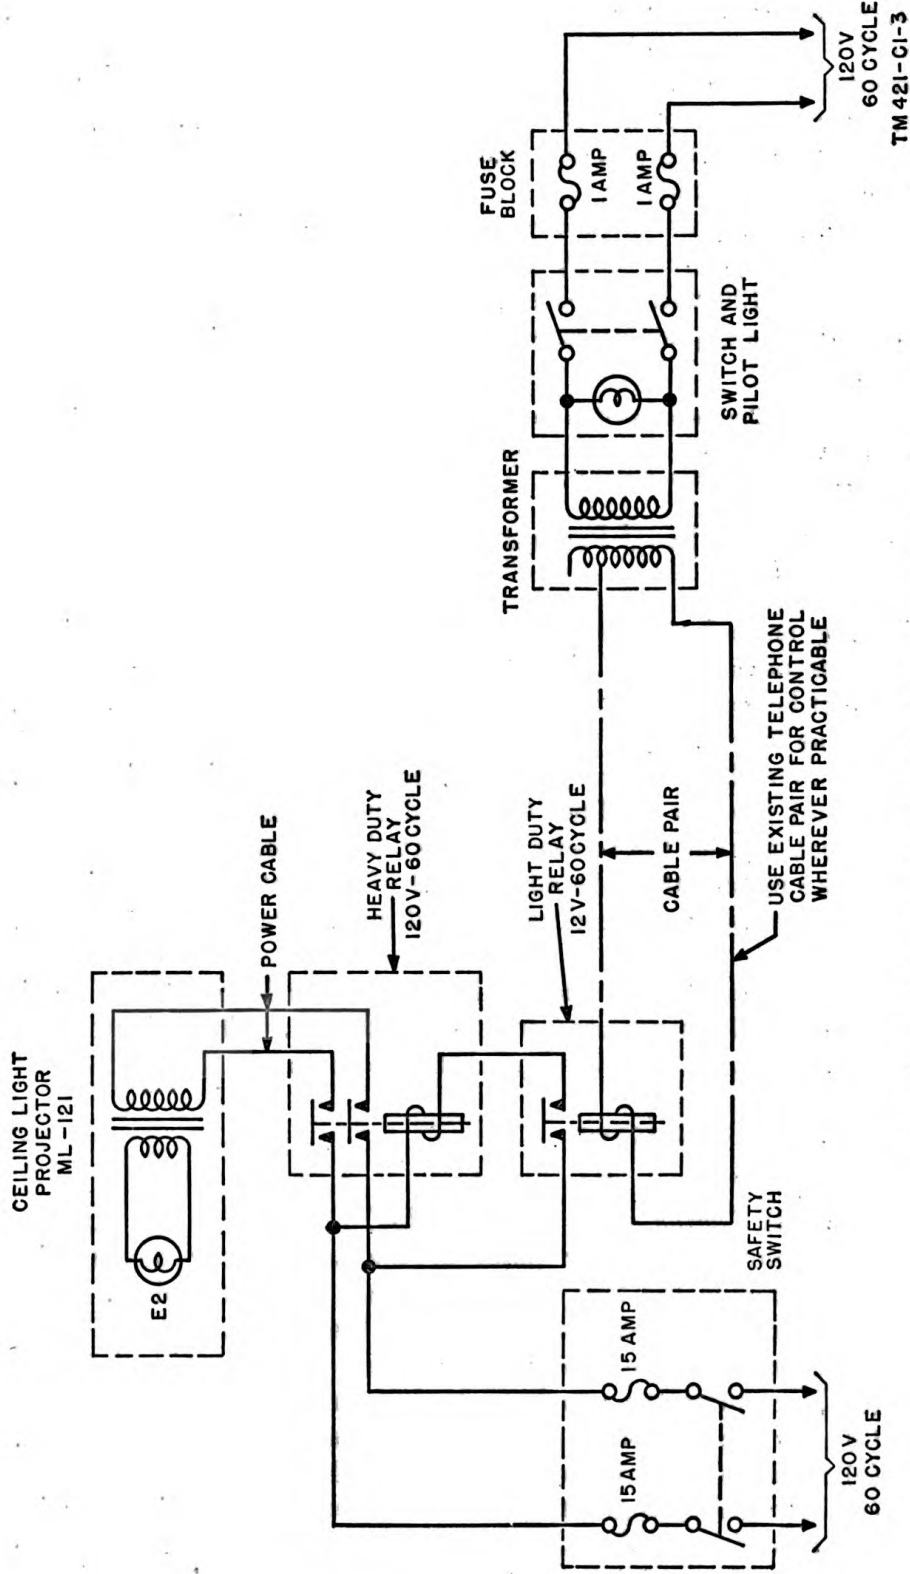 CEILING LIGHT
PROJECTOR
ML-121
E2
POWER CABLE
HEAVY DUTY
RELAY
120V-60CYCLE
LIGHT DUTY
RELAY
12V-60CYCLE
CABLE PAIR
USE EXISTING TELEPHONE
CABLE PAIR FOR CONTROL
WHEREVER PRACTICABLE
SAFETY
SWITCH
15 AMP
15 AMP
120V
60 CYCLE
TRANSFORMER
SWITCH AND
PILOT LIGHT
FUSE
BLOCK
1 AMP
1 AMP
120V
60 CYCLE
TM 421-C1-3